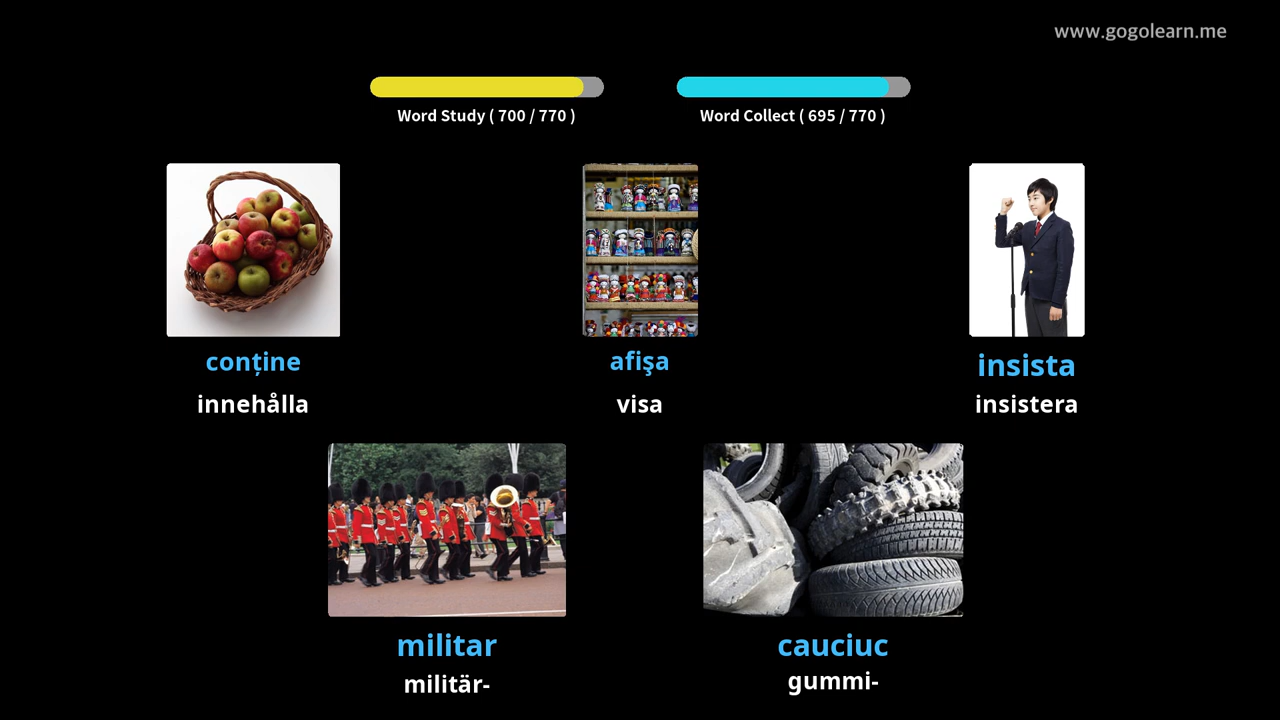 www.gogolearn.me
Word Study ( 700 / 770 )
Word Collect ( 695 / 770 )
conține
afişa
insista
innehålla
visa
insistera
militar
cauciuc
militär-
gummi-